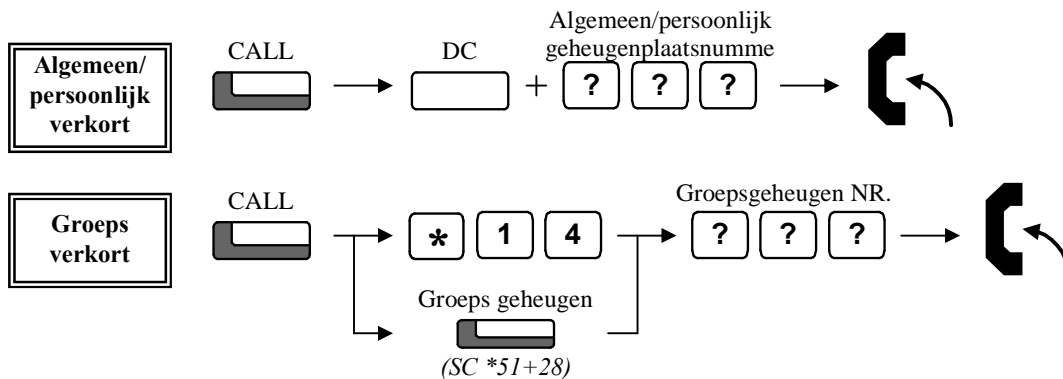 Algemeen/
persoonlijk
verkort
CALL
DC
+
Algemeen/persoonlijk
geheugenplaatsnumme
? ? ?
Groeps
verkort
CALL
* 1 4
Groepsgeheugen NR.
? ? ?
Groeps geheugen
(SC *51+28)